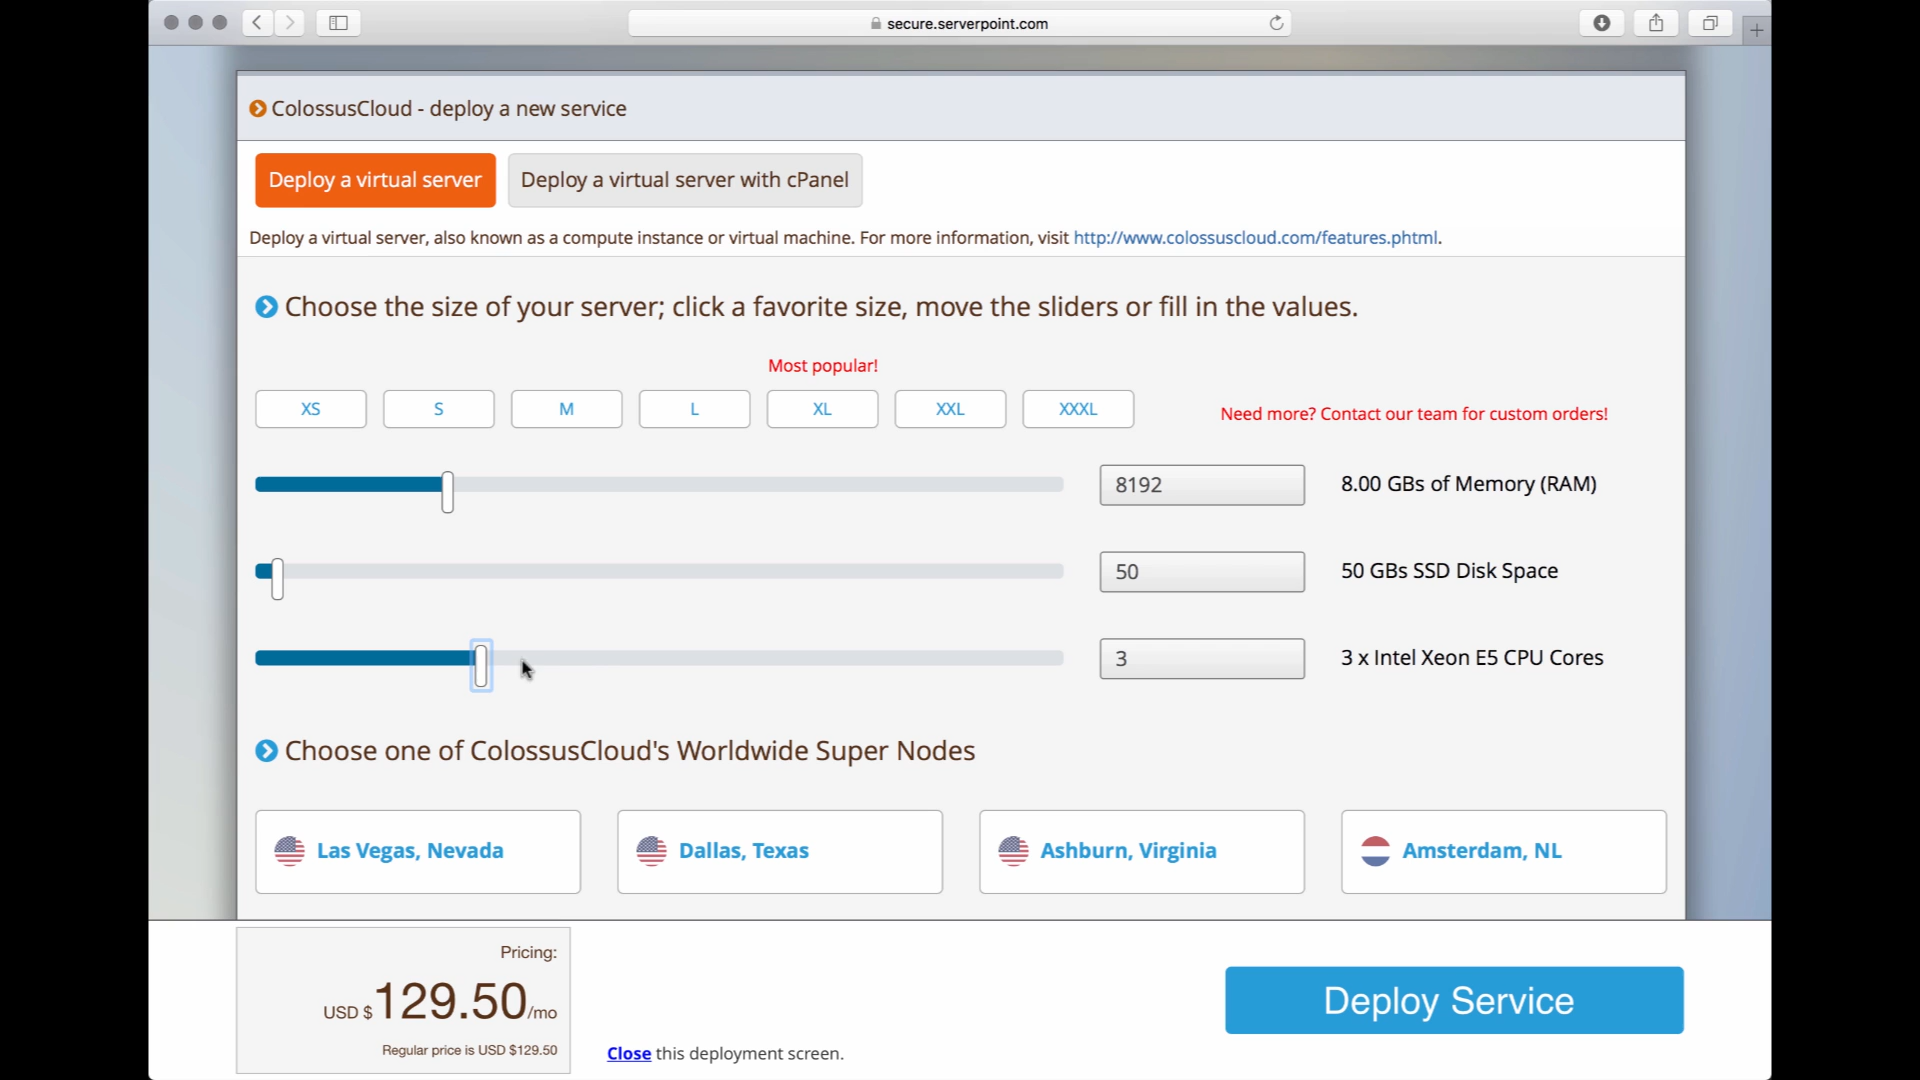 secure.serverpoint.com
ColossusCloud - deploy a new service
Deploy a virtual server
Deploy a virtual server with cPanel
Deploy a virtual server, also known as a compute instance or virtual machine. For more information, visit http://www.colossuscloud.com/features.phtml.
Choose the size of your server; click a favorite size, move the sliders or fill in the values.
Most popular!
XS
S
M
L
XL
XXL
XXXL
Need more? Contact our team for custom orders!
8192
8.00 GBs of Memory (RAM)
50
50 GBs SSD Disk Space
3
3 x Intel Xeon E5 CPU Cores
Choose one of ColossusCloud's Worldwide Super Nodes
Las Vegas, Nevada
Dallas, Texas
Ashburn, Virginia
Amsterdam, NL
Pricing:
USD $129.50/mo
Regular price is USD $129.50
Close this deployment screen.
Deploy Service